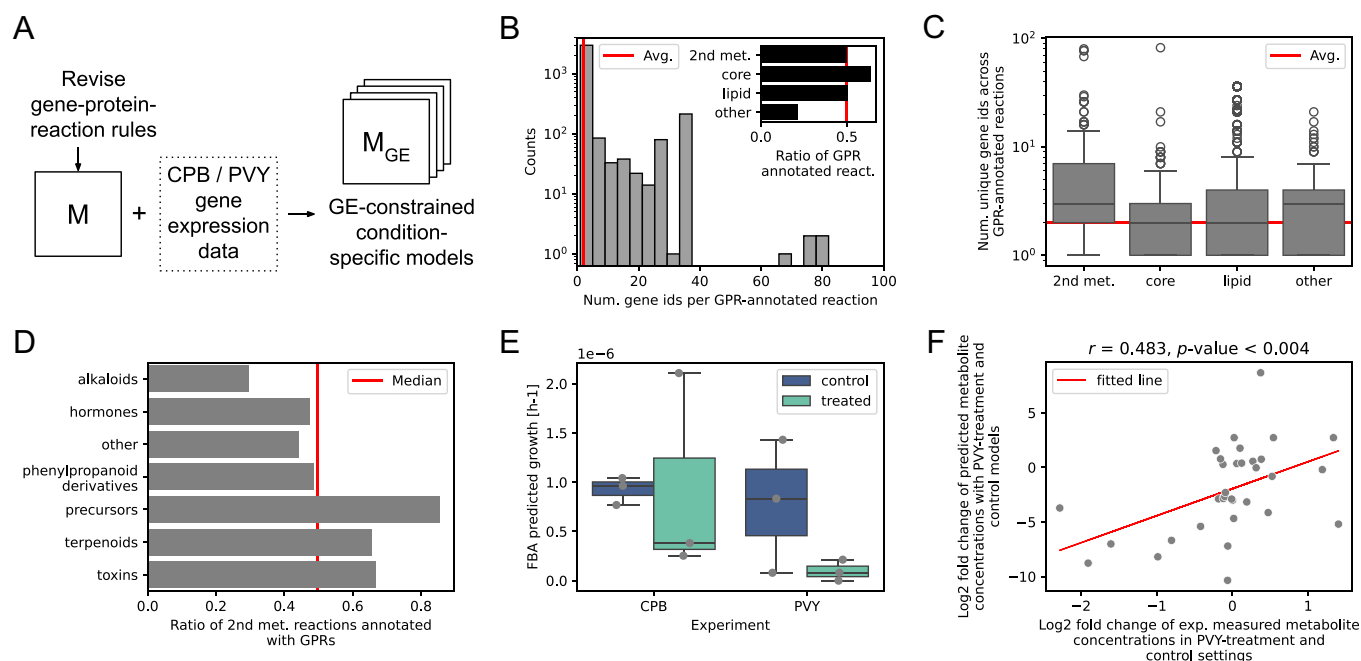 A
Revise
gene-protein-
reaction rules
M
+
CPB / PVY
gene
expression
data
M_GE
GE-constrained
condition-
specific models
B
Avg.
2nd met.
core
lipid
other
0.0
0.5
Ratio of GPR
annotated react.
Counts
10^3
10^2
10^1
10^0
0
20
40
60
80
100
Num. gene ids per GPR-annotated reaction
C
Avg.
Num. unique gene ids across
GPR-annotated reactions
10^2
10^1
10^0
2nd met.
core
lipid
other
D
Median
alkaloids
hormones
other
phenylpropanoid
derivatives
precursors
terpenoids
toxins
0.0
0.2
0.4
0.6
0.8
Ratio of 2nd met. reactions annotated
with GPRs
E
1e-6
control
treated
FBA predicted growth [h-1]
2.0
1.5
1.0
0.5
0.0
CPB
PVY
Experiment
F
r = 0.483, p-value < 0.004
fitted line
Log2 fold change of predicted metabolite
concentrations with PVY-treatment and
control models
5
0
−5
−10
−2
−1
0
1
Log2 fold change of exp. measured metabolite
concentrations in PVY-treatment and
control settings